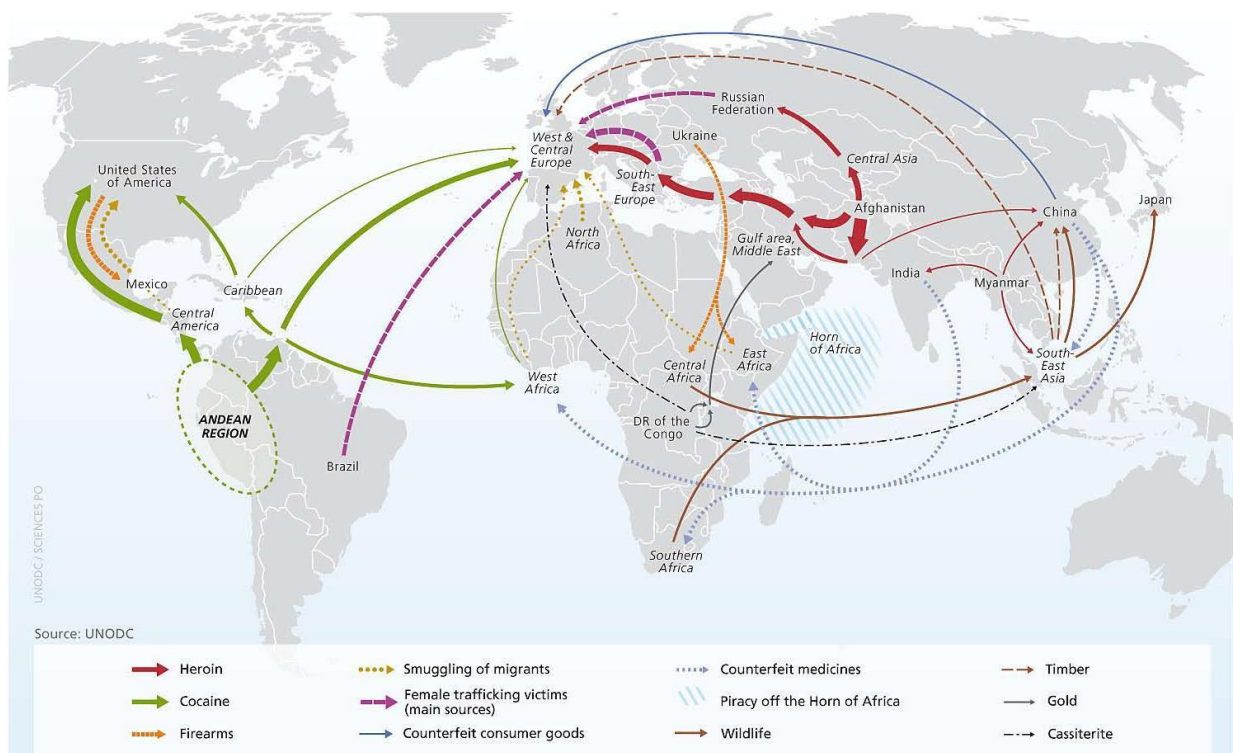 Russian
Federation
West &
Central
Europe
Ukraine
United States
of America
Central Asia
South-
East
Europe
Afghanistan
Japan
China
North
Africa
Gulf area,
Middle East
India
Myanmar
Mexico
Caribbean
Central
America
Horn
of Africa
East
Africa
Central
Africa
South-
East
Asia
West
Africa
ANDEAN
REGION
DR of the
Congo
Brazil
Southern
Africa
UNODC / SCIENCES PO
Source: UNODC
Heroin
Cocaine
Firearms
Smuggling of migrants
Female trafficking victims
(main sources)
Counterfeit consumer goods
Counterfeit medicines
Piracy off the Horn of Africa
Wildlife
Timber
Gold
Cassiterite